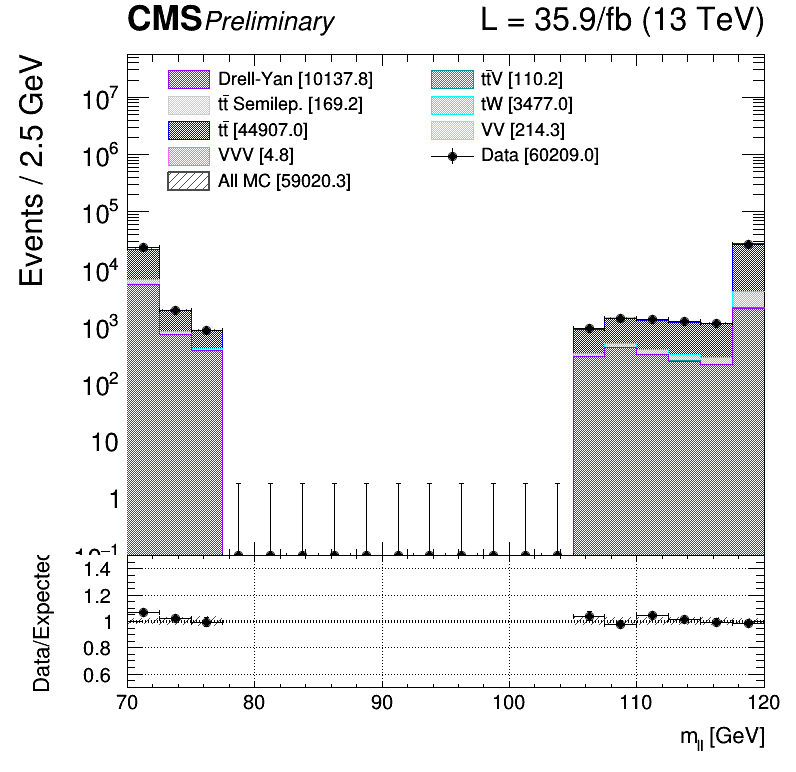 CMS Preliminary L = 35.9/fb (13 TeV)
Events / 2.5 GeV
Drell-Yan [10137.8]
tt̄ Semilep. [169.2]
tt̄ [44907.0]
VVV [4.8]
All MC [59020.3]
tt̄V [110.2]
tW [3477.0]
VV [214.3]
Data [60209.0]
10⁷
10⁶
10⁵
10⁴
10³
10²
10
1
10⁻¹
Data/Expected
1.4
1.2
1
0.8
0.6
70 80 90 100 110 120
m_ll [GeV]